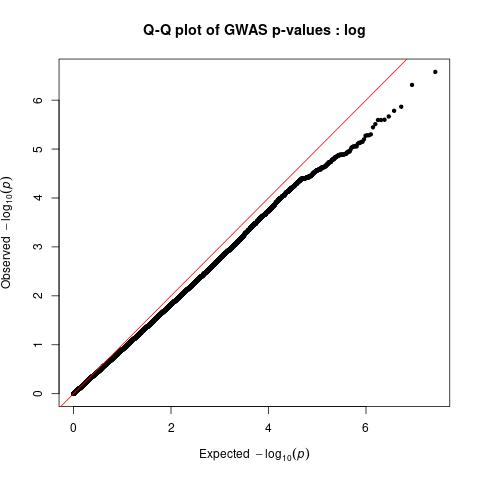 Q-Q plot of GWAS p-values : log
Observed −log10(p)
6
5
4
3
2
1
0
0 2 4 6
Expected −log10(p)